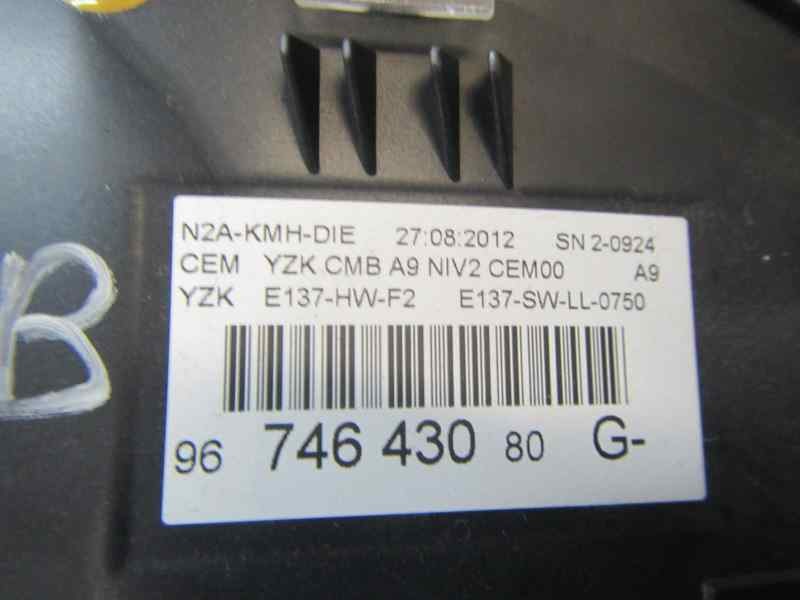 N2A-KMH-DIE 27:08:2012 SN 2-0924
CEM YZK CMB A9 NIV2 CEM00 A9
YZK E137-HW-F2 E137-SW-LL-0750
96 746 430 80 G-
B